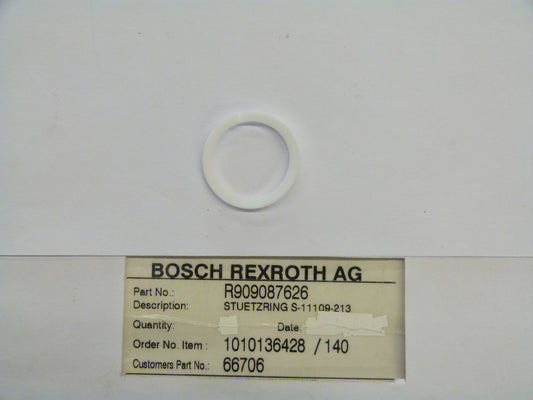 BOSCH REXROTH AG
Part No.: R909087626
Description: STUETZRING S-11109-213
Quantity: Date:
Order No. Item : 1010136428 / 140
Customers Part No.: 66706